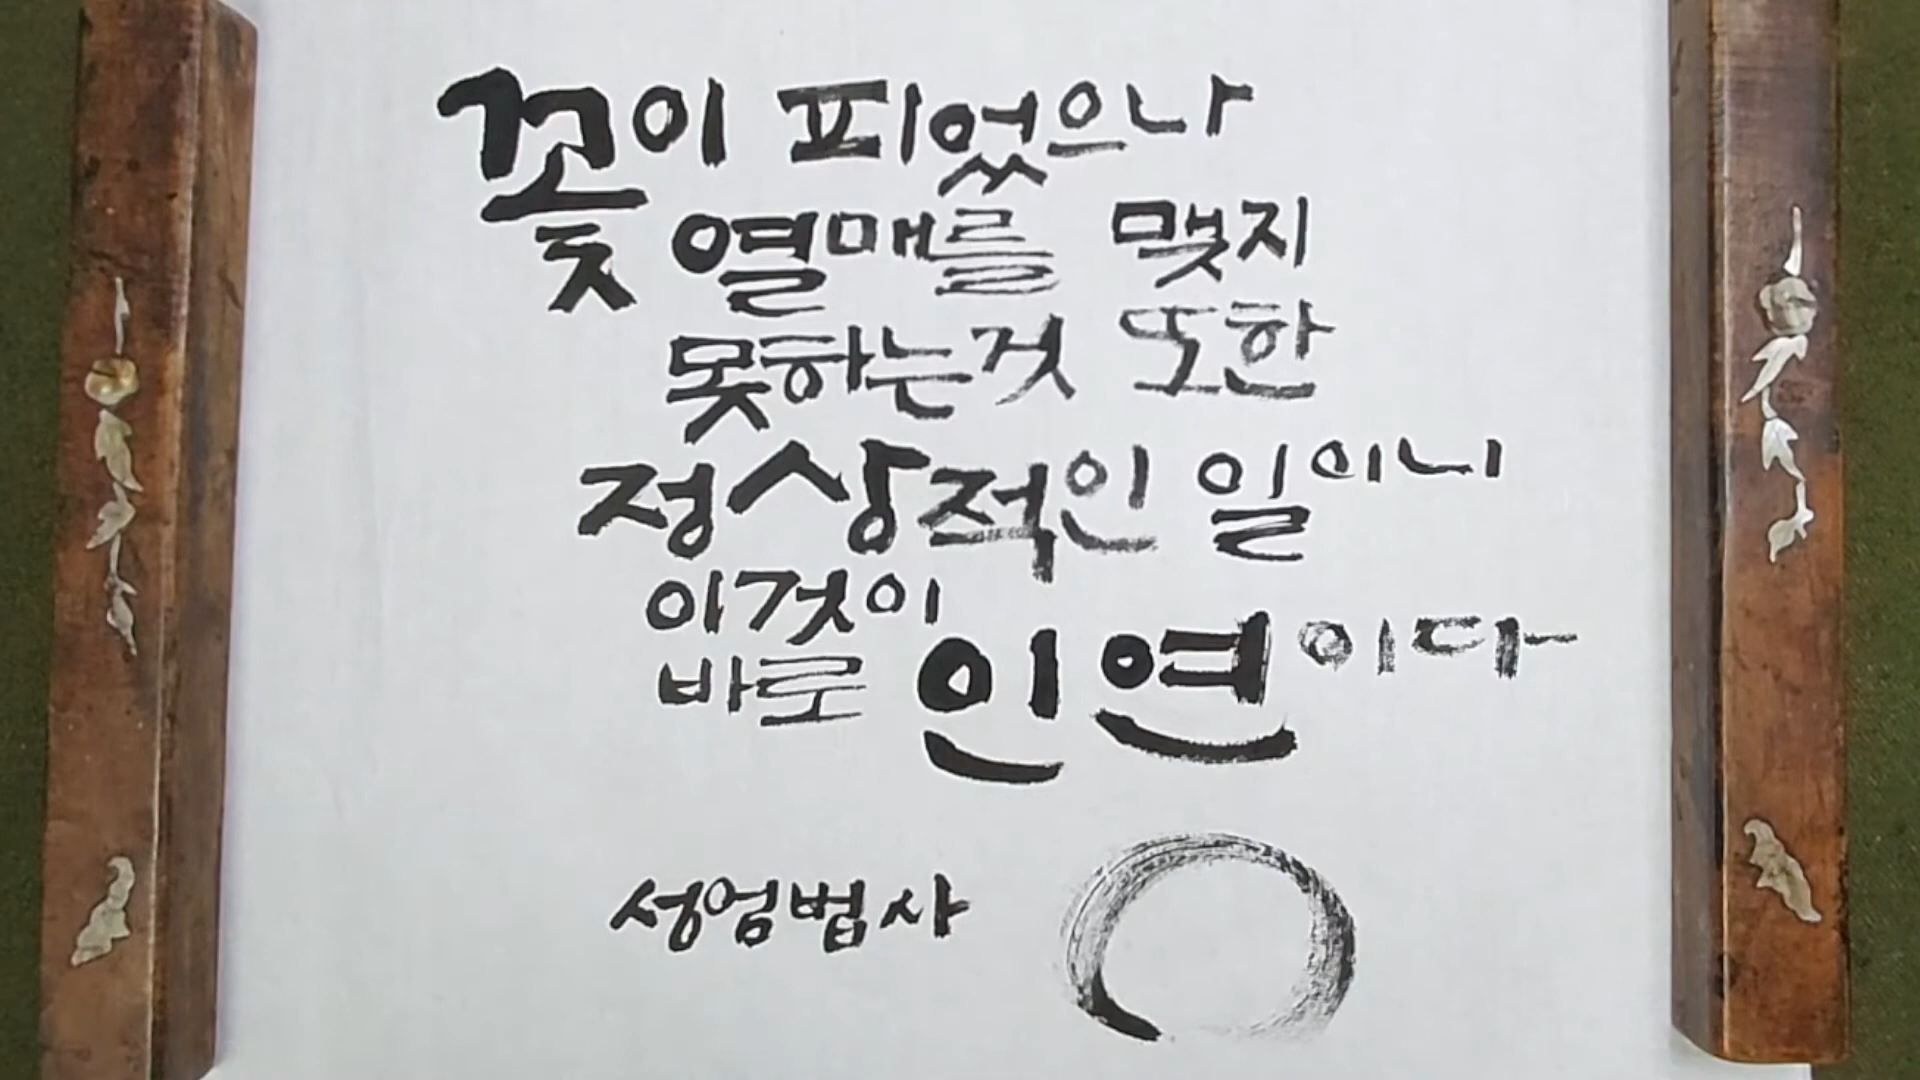 꽃이 피었으나
열매를 맺지
못하는것 또한
정상적인 일이니
이것이
바로 인연이다
성엄법사